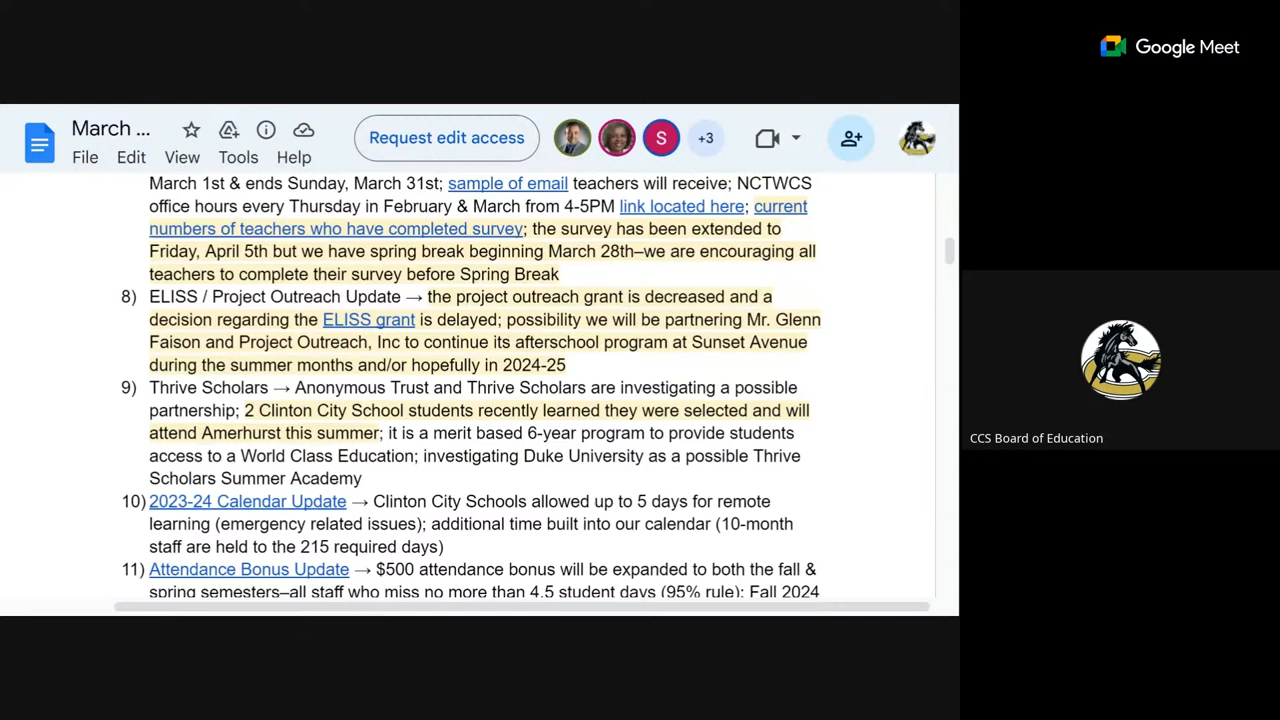 Google Meet
March ...
Request edit access
S
+3
File Edit View Tools Help
March 1st & ends Sunday, March 31st; sample of email teachers will receive; NCTWCS
office hours every Thursday in February & March from 4-5PM link located here; current
numbers of teachers who have completed survey; the survey has been extended to
Friday, April 5th but we have spring break beginning March 28th–we are encouraging all
teachers to complete their survey before Spring Break
8) ELISS / Project Outreach Update → the project outreach grant is decreased and a
decision regarding the ELISS grant is delayed; possibility we will be partnering Mr. Glenn
Faison and Project Outreach, Inc to continue its afterschool program at Sunset Avenue
during the summer months and/or hopefully in 2024-25
9) Thrive Scholars → Anonymous Trust and Thrive Scholars are investigating a possible
partnership; 2 Clinton City School students recently learned they were selected and will
attend Amerhurst this summer; it is a merit based 6-year program to provide students
access to a World Class Education; investigating Duke University as a possible Thrive
Scholars Summer Academy
10) 2023-24 Calendar Update → Clinton City Schools allowed up to 5 days for remote
learning (emergency related issues); additional time built into our calendar (10-month
staff are held to the 215 required days)
11) Attendance Bonus Update → $500 attendance bonus will be expanded to both the fall &
spring semesters–all staff who miss no more than 4.5 student days (95% rule); Fall 2024
CCS Board of Education